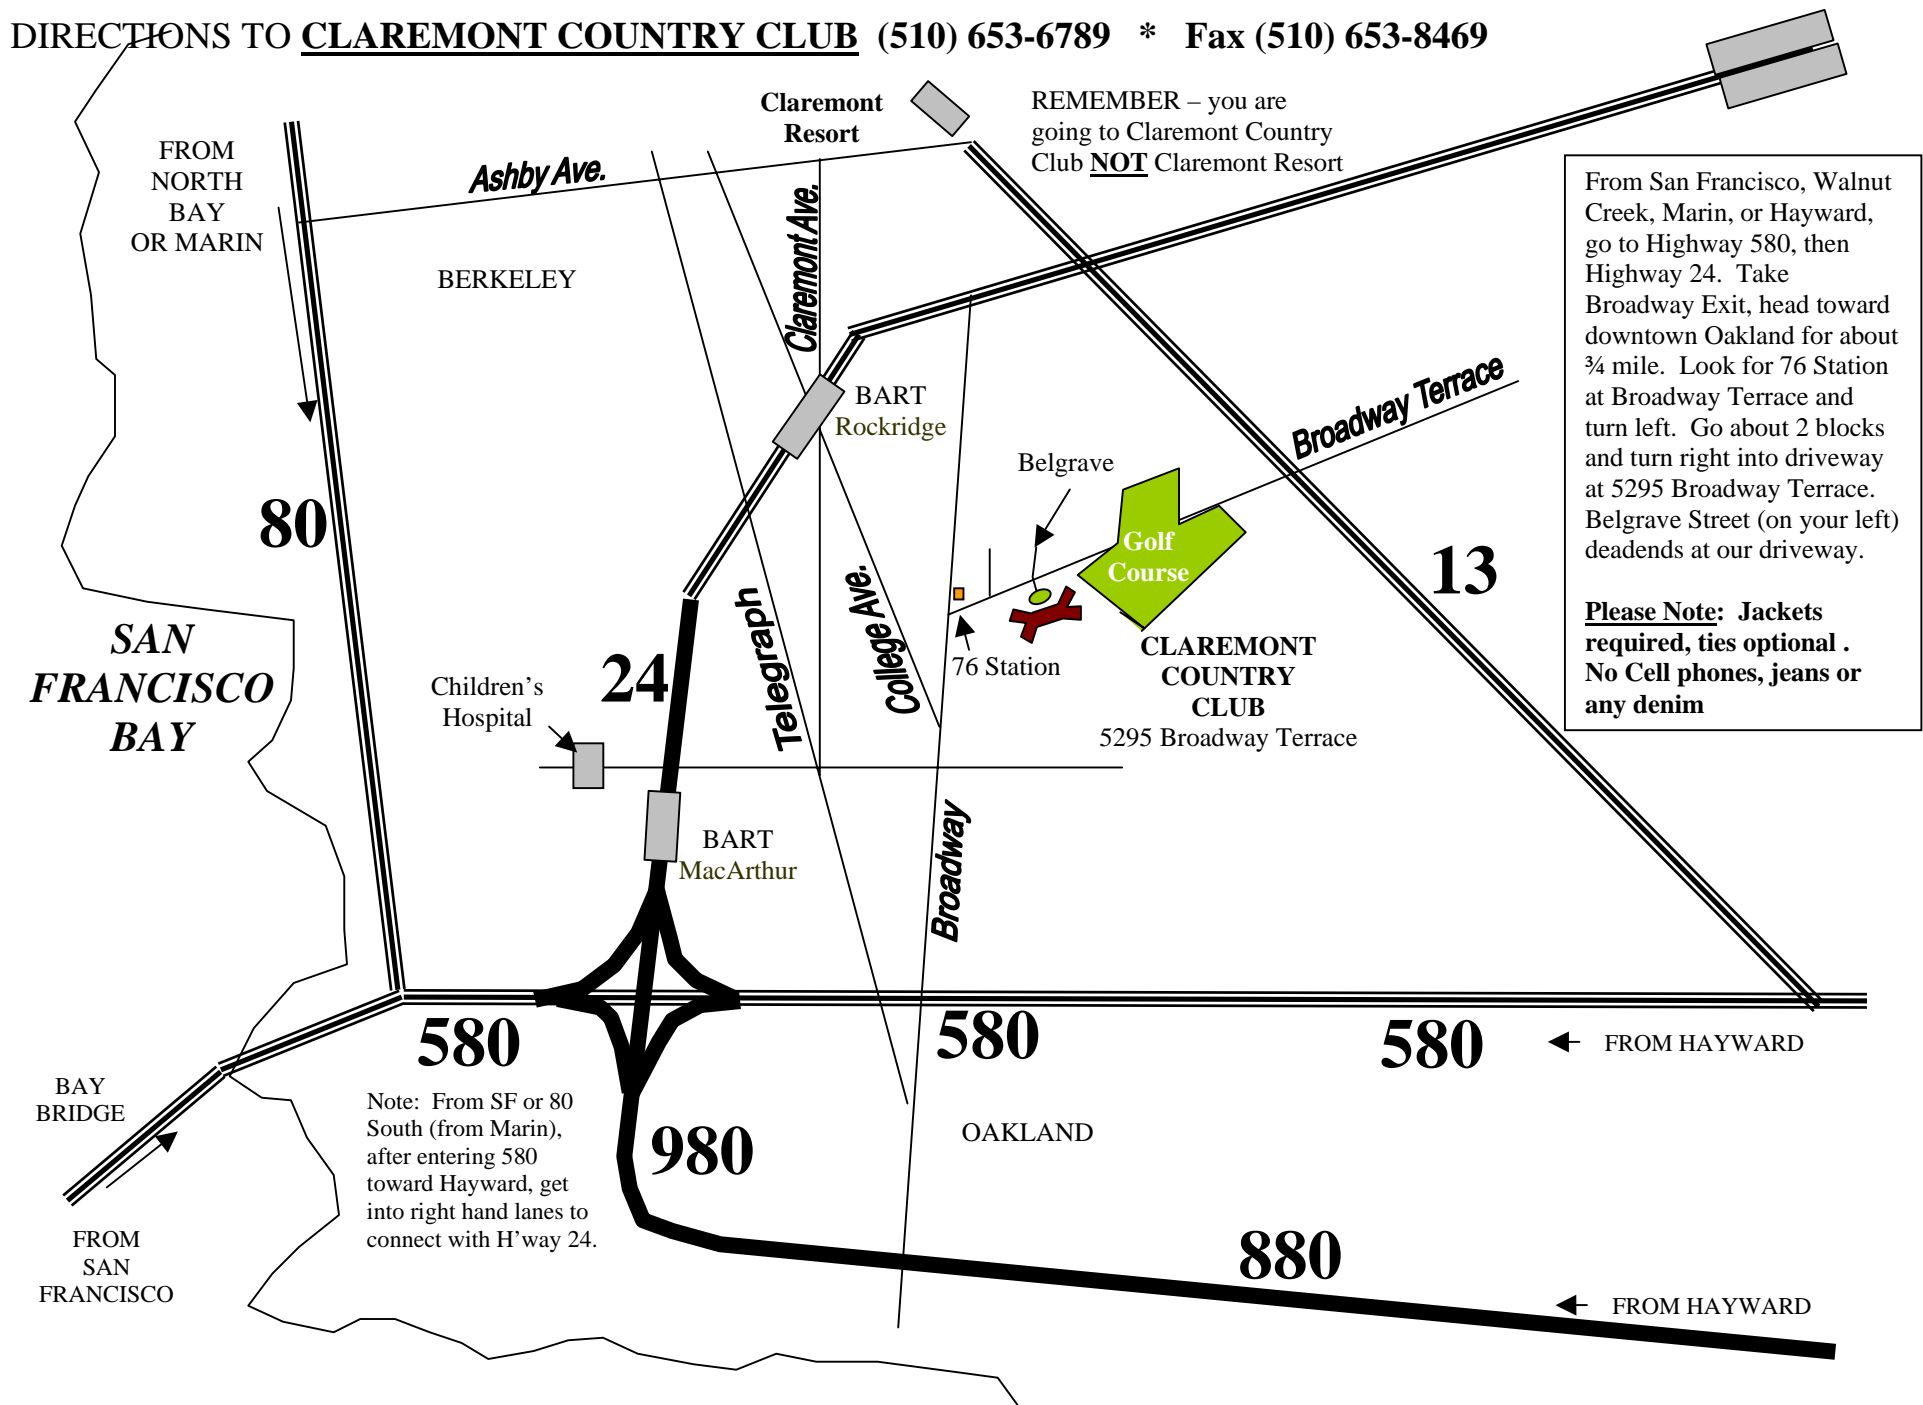 DIRECTIONS TO CLAREMONT COUNTRY CLUB (510) 653-6789 * Fax (510) 653-8469
Claremont
Resort
REMEMBER – you are
going to Claremont Country
Club NOT Claremont Resort
FROM
NORTH
BAY
OR MARIN
Ashby Ave.
Claremont Ave.
BERKELEY
From San Francisco, Walnut
Creek, Marin, or Hayward,
go to Highway 580, then
Highway 24. Take
Broadway Exit, head toward
downtown Oakland for about
¾ mile. Look for 76 Station
at Broadway Terrace and
turn left. Go about 2 blocks
and turn right into driveway
at 5295 Broadway Terrace.
Belgrave Street (on your left)
deadends at our driveway.
Please Note: Jackets
required, ties optional .
No Cell phones, jeans or
any denim
BART
Rockridge
Broadway Terrace
Belgrave
80
Golf
Course
13
SAN
FRANCISCO
BAY
24
Telegraph
College Ave.
76 Station
CLAREMONT
COUNTRY
CLUB
5295 Broadway Terrace
Children's
Hospital
BART
MacArthur
Broadway
580
580
580
FROM HAYWARD
BAY
BRIDGE
Note: From SF or 80
South (from Marin),
after entering 580
toward Hayward, get
into right hand lanes to
connect with H'way 24.
980
OAKLAND
FROM
SAN
FRANCISCO
880
FROM HAYWARD